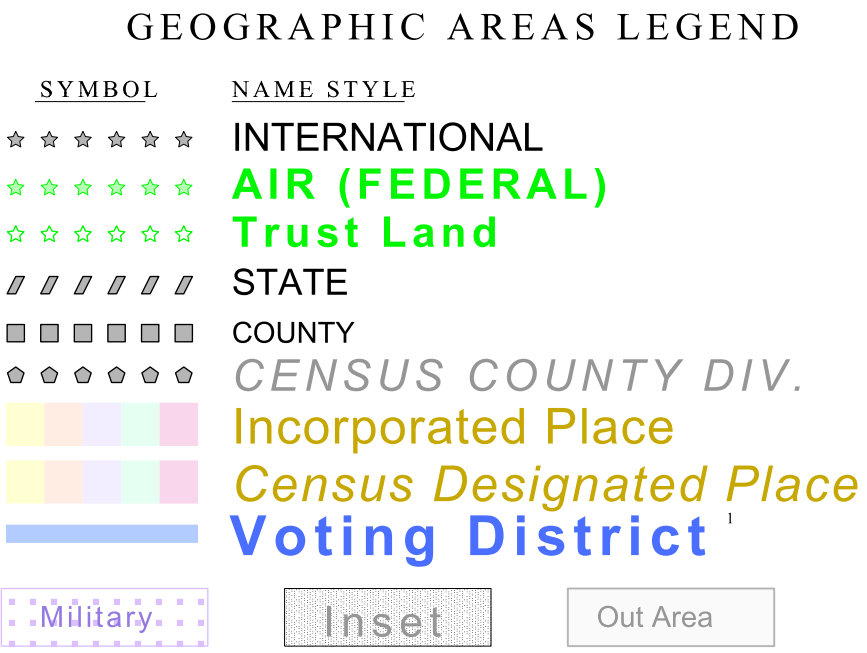 GEOGRAPHIC AREAS LEGEND
SYMBOL NAME STYLE
INTERNATIONAL
AIR (FEDERAL)
Trust Land
STATE
COUNTY
CENSUS COUNTY DIV.
Incorporated Place
Census Designated Place
Voting District 1
Military Inset Out Area